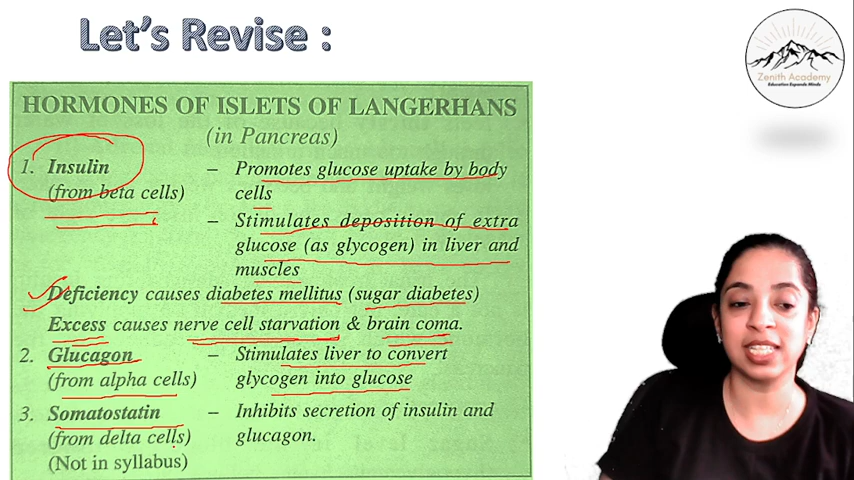 Let's Revise :
Zenith Academy
Education Expands Minds
HORMONES OF ISLETS OF LANGERHANS
(in Pancreas)
1. Insulin – Promotes glucose uptake by body
(from beta cells) cells
– Stimulates deposition of extra
glucose (as glycogen) in liver and
muscles
Deficiency causes diabetes mellitus (sugar diabetes)
Excess causes nerve cell starvation & brain coma.
2. Glucagon – Stimulates liver to convert
(from alpha cells) glycogen into glucose
3. Somatostatin – Inhibits secretion of insulin and
(from delta cells) glucagon.
(Not in syllabus)